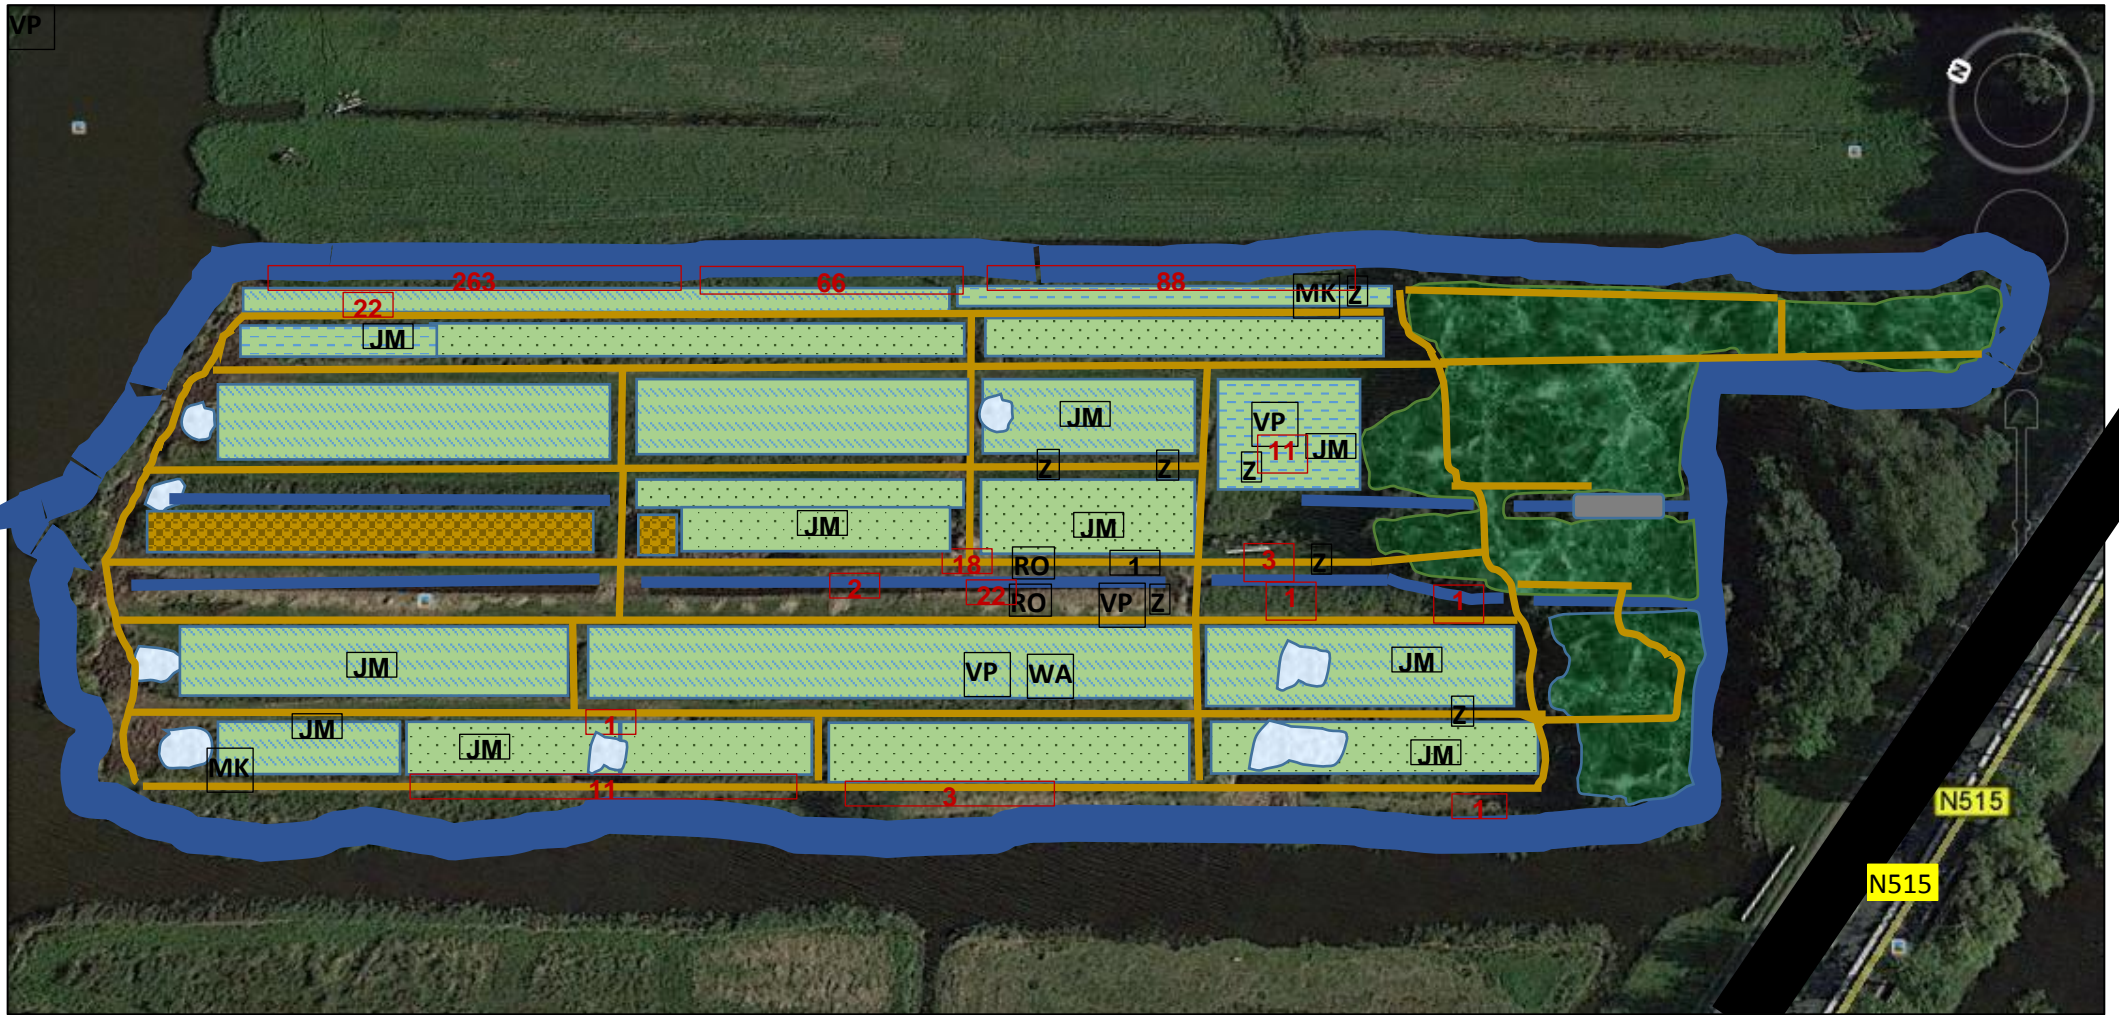 VP
N
263 66 88
MK Z
22
JM
JM
VP
11 JM
Z Z Z
JM JM
18 RO 1 3 Z
2 22 RO VP Z 1 1
JM VP WA JM
Z
JM 1
JM JM
MK
11 3 1
N515
N515